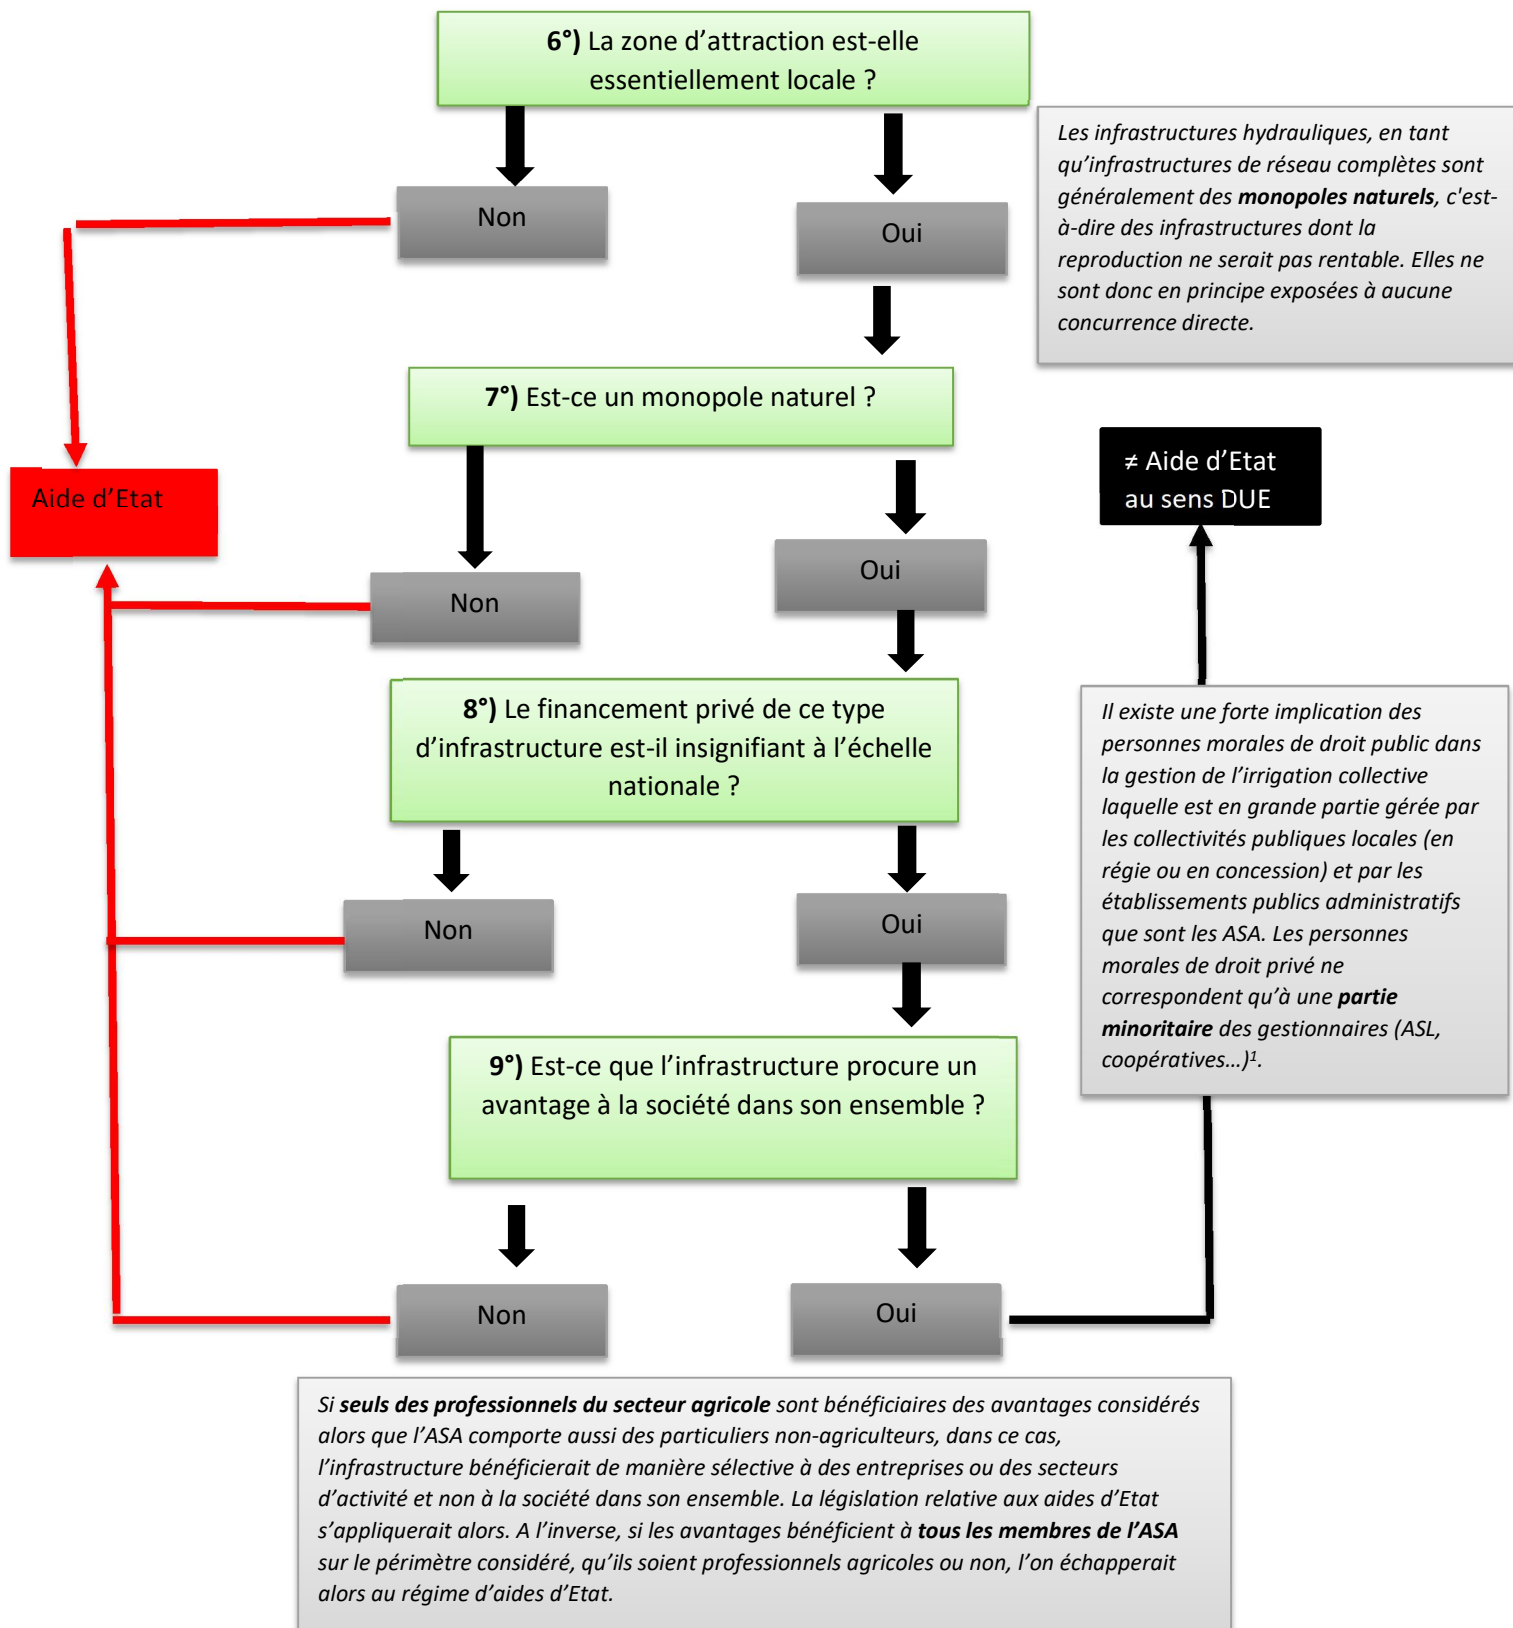 6°) La zone d’attraction est-elle
essentiellement locale ?
Les infrastructures hydrauliques, en tant
qu’infrastructures de réseau complètes sont
généralement des monopoles naturels, c'est-
à-dire des infrastructures dont la
reproduction ne serait pas rentable. Elles ne
sont donc en principe exposées à aucune
concurrence directe.
Non
Oui
7°) Est-ce un monopole naturel ?
Aide d’Etat
≠ Aide d’Etat
au sens DUE
Non
Oui
8°) Le financement privé de ce type
d’infrastructure est-il insignifiant à l’échelle
nationale ?
Il existe une forte implication des
personnes morales de droit public dans
la gestion de l’irrigation collective
laquelle est en grande partie gérée par
les collectivités publiques locales (en
régie ou en concession) et par les
établissements publics administratifs
que sont les ASA. Les personnes
morales de droit privé ne
correspondent qu’à une partie
minoritaire des gestionnaires (ASL,
coopératives…)¹.
Non
Oui
9°) Est-ce que l’infrastructure procure un
avantage à la société dans son ensemble ?
Non
Oui
Si seuls des professionnels du secteur agricole sont bénéficiaires des avantages considérés
alors que l’ASA comporte aussi des particuliers non-agriculteurs, dans ce cas,
l’infrastructure bénéficierait de manière sélective à des entreprises ou des secteurs
d’activité et non à la société dans son ensemble. La législation relative aux aides d’Etat
s’appliquerait alors. A l’inverse, si les avantages bénéficient à tous les membres de l’ASA
sur le périmètre considéré, qu’ils soient professionnels agricoles ou non, l’on échapperait
alors au régime d’aides d’Etat.